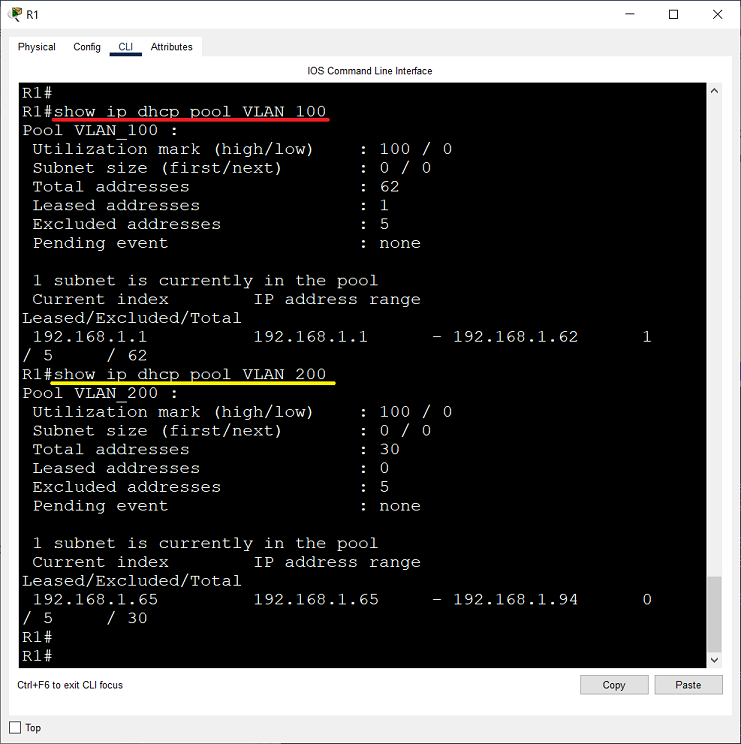 R1
Physical Config CLI Attributes
IOS Command Line Interface
R1#
R1#show ip dhcp pool VLAN_100
Pool VLAN_100 :
 Utilization mark (high/low)    : 100 / 0
 Subnet size (first/next)       : 0 / 0
 Total addresses                : 62
 Leased addresses               : 1
 Excluded addresses             : 5
 Pending event                  : none
 1 subnet is currently in the pool
 Current index        IP address range
Leased/Excluded/Total
 192.168.1.1          192.168.1.1      - 192.168.1.62      1
/ 5     / 62
R1#show ip dhcp pool VLAN_200
Pool VLAN_200 :
 Utilization mark (high/low)    : 100 / 0
 Subnet size (first/next)       : 0 / 0
 Total addresses                : 30
 Leased addresses               : 0
 Excluded addresses             : 5
 Pending event                  : none
 1 subnet is currently in the pool
 Current index        IP address range
Leased/Excluded/Total
 192.168.1.65         192.168.1.65     - 192.168.1.94      0
/ 5     / 30
R1#
R1#
Ctrl+F6 to exit CLI focus Copy Paste
Top